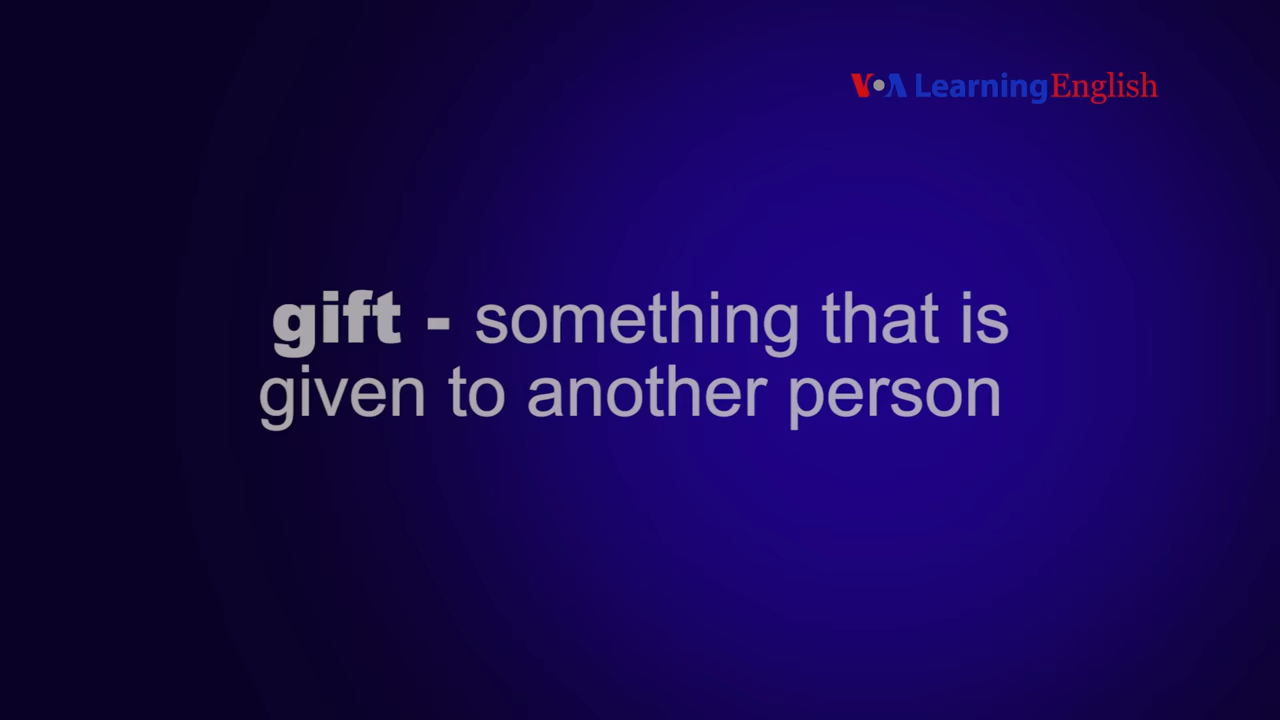 VOA Learning English
gift - something that is
given to another person